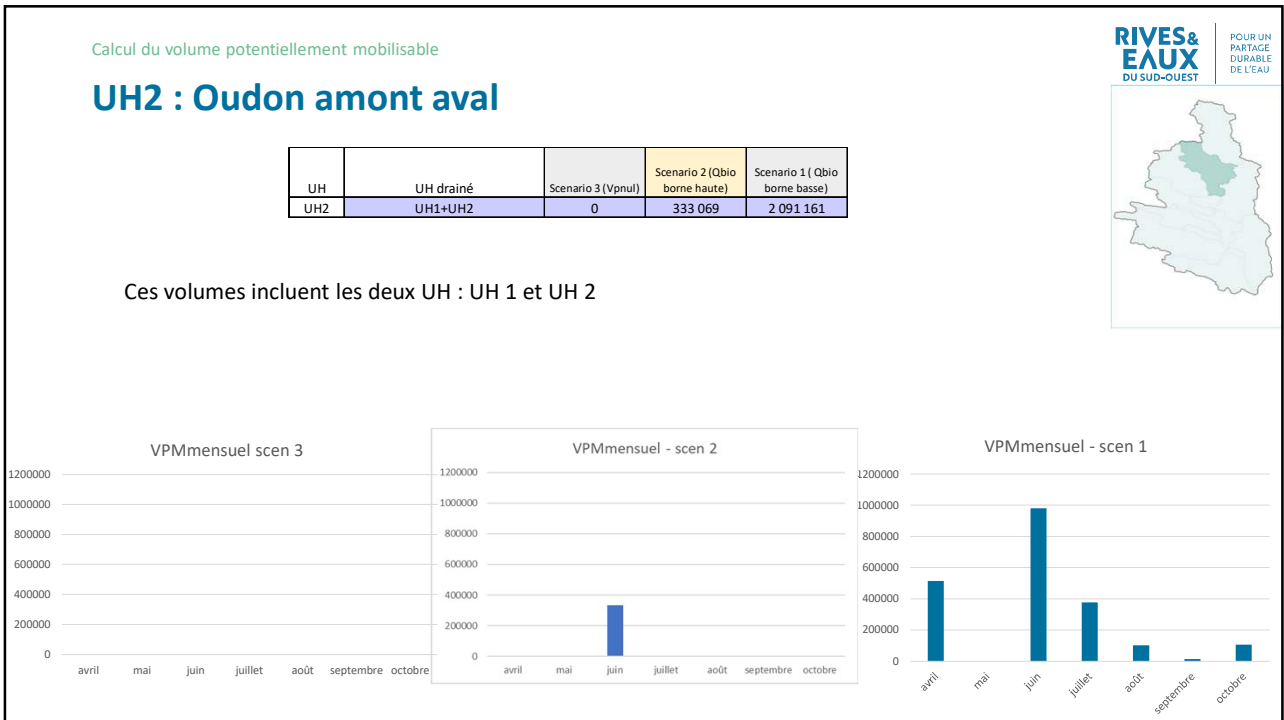 Calcul du volume potentiellement mobilisable
UH2 : Oudon amont aval
RIVES&
EAUX
DU SUD-OUEST
POUR UN
PARTAGE
DURABLE
DE L'EAU
UH
UH drainé
Scenario 3 (Vpnul)
Scenario 2 (Qbio
borne haute)
Scenario 1 ( Qbio
borne basse)
UH2
UH1+UH2
0
333 069
2 091 161
Ces volumes incluent les deux UH : UH 1 et UH 2
VPMmensuel scen 3
1200000
1000000
800000
600000
400000
200000
0
avril mai juin juillet août septembre octobre
VPMmensuel - scen 2
1200000
1000000
800000
600000
400000
200000
0
avril mai juin juillet août septembre octobre
VPMmensuel - scen 1
1200000
1000000
800000
600000
400000
200000
0
avril mai juin juillet août septembre octobre